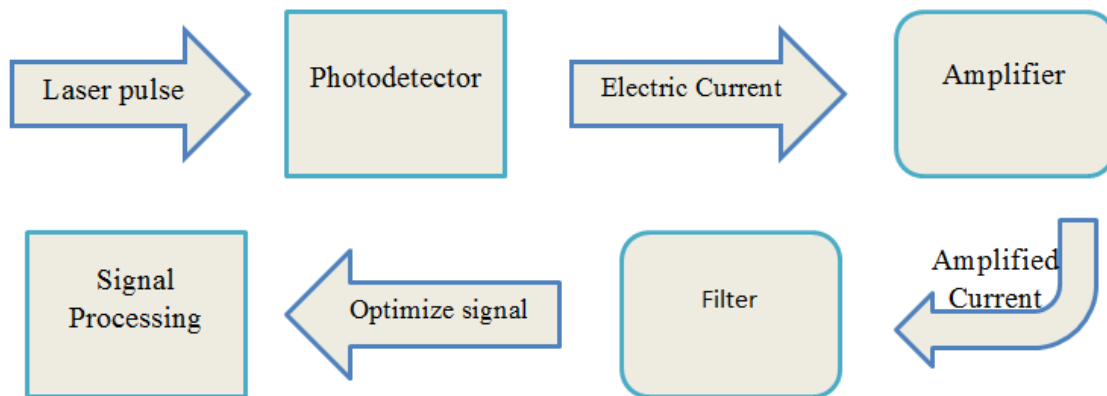 Laser pulse
Photodetector
Electric Current
Amplifier
Amplified
Current
Filter
Optimize signal
Signal
Processing